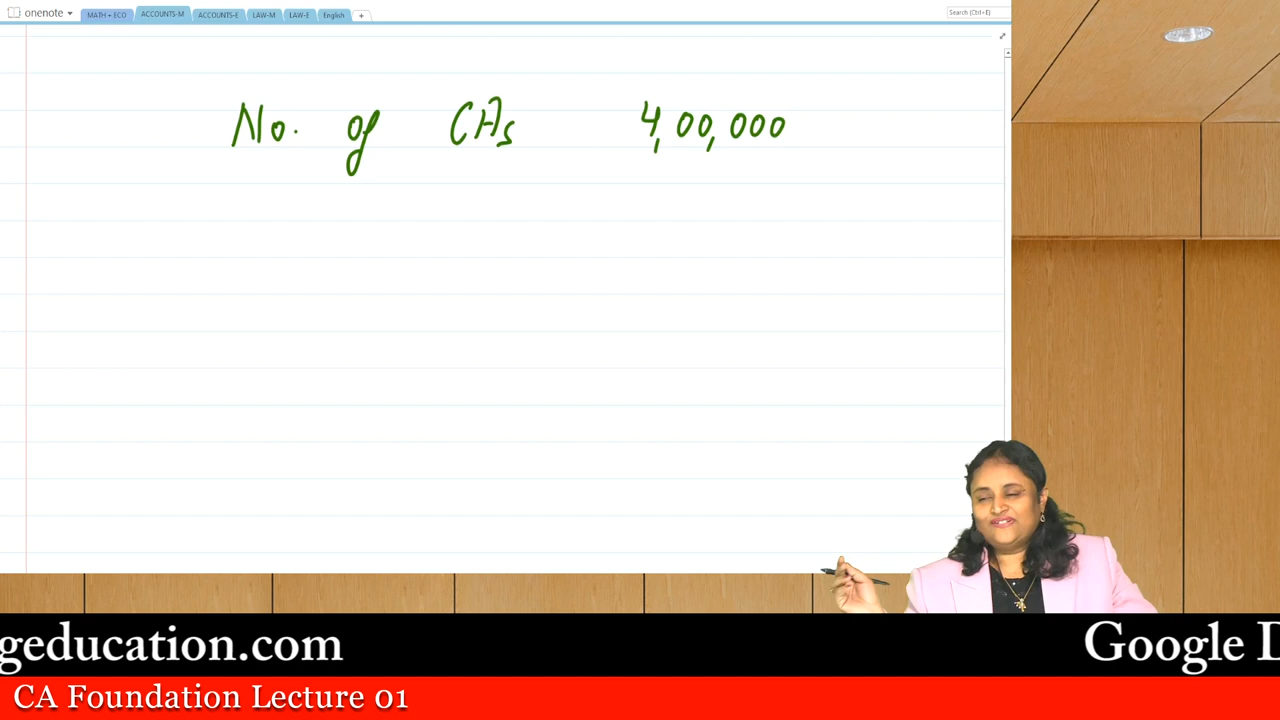 onenote
MATH + ECO ACCOUNTS-M ACCOUNTS-E LAW-M LAW-E English +
Search (Ctrl+E)
No. of CAs 4,00,000
geducation.com Google D
CA Foundation Lecture 01